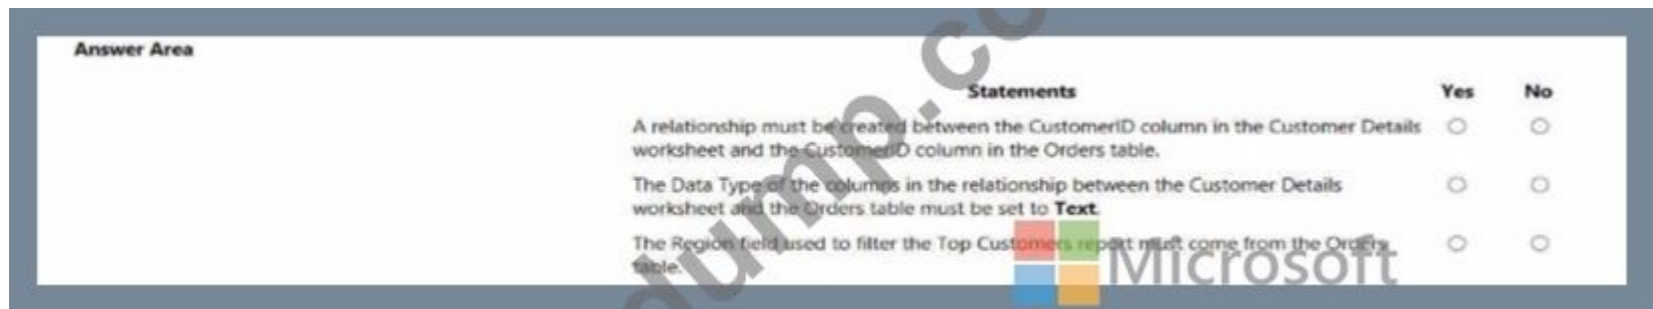 Answer Area
Statements Yes No
A relationship must be created between the CustomerID column in the Customer Details
worksheet and the CustomerID column in the Orders table.
The Data Type of the columns in the relationship between the Customer Details
worksheet and the Orders table must be set to Text.
The Region field used to filter the Top Customers report must come from the Orders
table.
dump.co
Microsoft